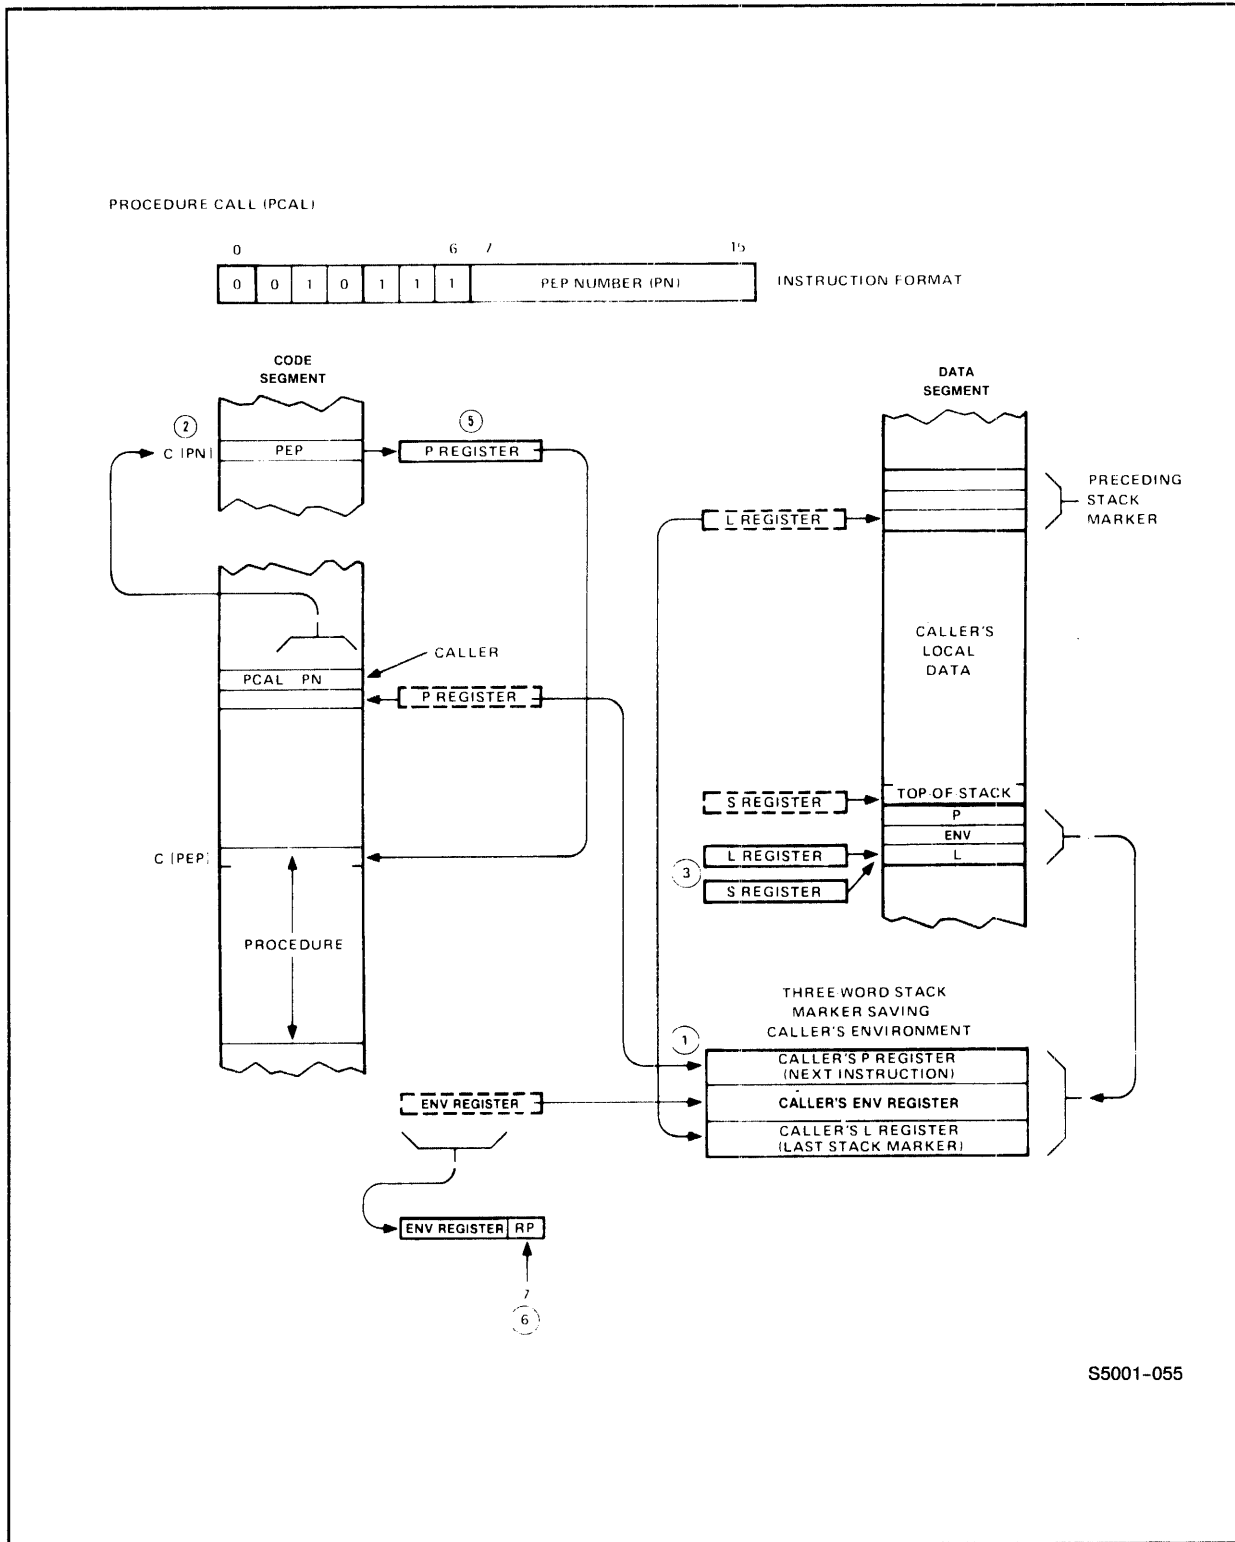 PROCEDURE CALL (PCAL)
0 6 7 15
0 0 1 0 1 1 1 PEP NUMBER (PN) INSTRUCTION FORMAT
CODE
SEGMENT
DATA
SEGMENT
2
5
C (PN)
PEP
P REGISTER
PRECEDING
STACK
MARKER
L REGISTER
CALLER'S
LOCAL
DATA
CALLER
PCAL PN
P REGISTER
S REGISTER
TOP-OF-STACK
P
ENV
L REGISTER
L
3
S REGISTER
C (PEP)
PROCEDURE
THREE-WORD STACK
MARKER SAVING
CALLER'S ENVIRONMENT
1
CALLER'S P REGISTER
(NEXT INSTRUCTION)
ENV REGISTER
CALLER'S ENV REGISTER
CALLER'S L REGISTER
(LAST STACK MARKER)
ENV REGISTER RP
7
6
S5001-055